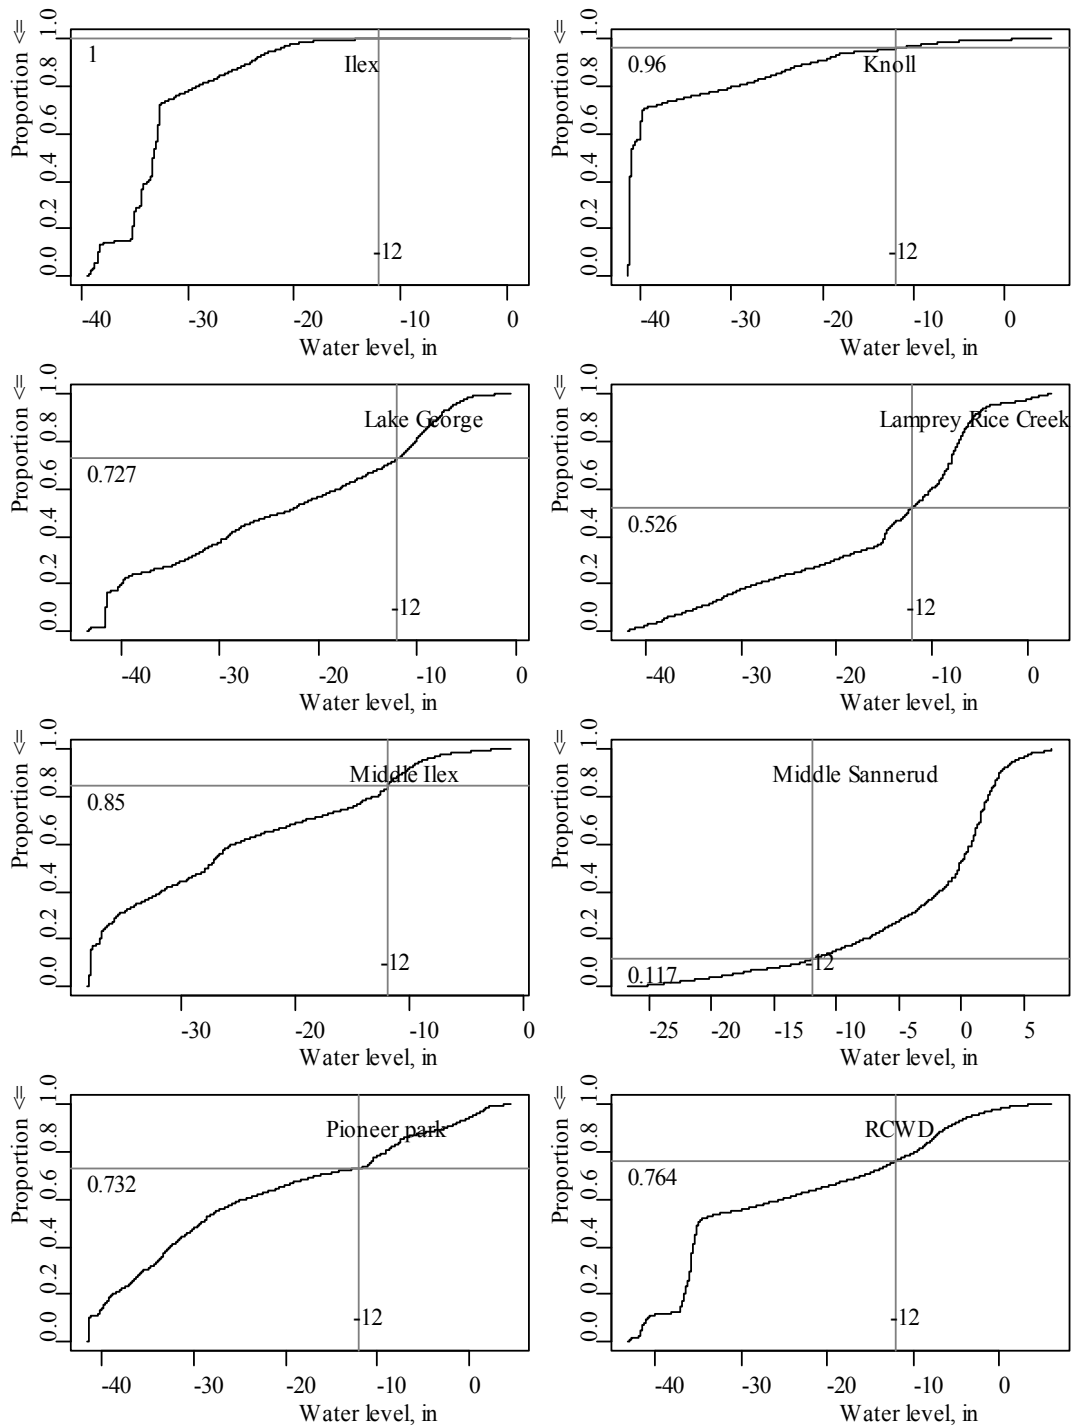 Proportion <=
0.0 0.2 0.4 0.6 0.8 1.0
1
Ilex
-12
-40 -30 -20 -10 0
Water level, in
Proportion <=
0.0 0.2 0.4 0.6 0.8 1.0
0.96
Knoll
-12
-40 -30 -20 -10 0
Water level, in
Proportion <=
0.0 0.2 0.4 0.6 0.8 1.0
Lake George
0.727
-12
-40 -30 -20 -10 0
Water level, in
Proportion <=
0.0 0.2 0.4 0.6 0.8 1.0
Lamprey Rice Creek
0.526
-12
-40 -30 -20 -10 0
Water level, in
Proportion <=
0.0 0.2 0.4 0.6 0.8 1.0
Middle Ilex
0.85
-12
-30 -20 -10 0
Water level, in
Proportion <=
0.0 0.2 0.4 0.6 0.8 1.0
Middle Sannerud
-12
0.117
-25 -20 -15 -10 -5 0 5
Water level, in
Proportion <=
0.0 0.2 0.4 0.6 0.8 1.0
Pioneer park
0.732
-12
-40 -30 -20 -10 0
Water level, in
Proportion <=
0.0 0.2 0.4 0.6 0.8 1.0
RCWD
0.764
-12
-40 -30 -20 -10 0
Water level, in